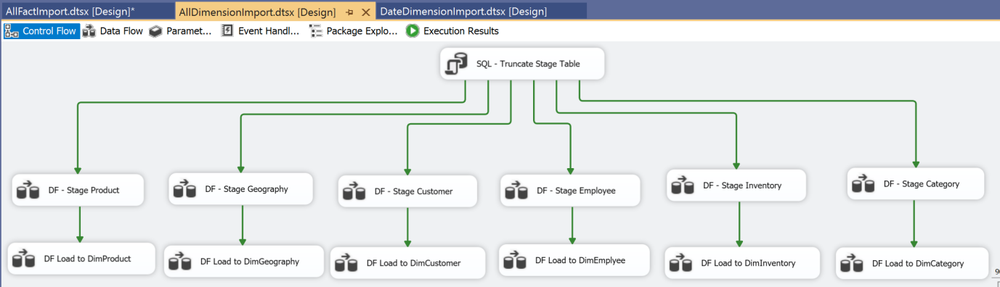 AllFactImport.dtsx [Design]* AllDimensionImport.dtsx [Design] DateDimensionImport.dtsx [Design]
Control Flow Data Flow Paramet... Event Handl... Package Explo... Execution Results
SQL - Truncate Stage Table
DF - Stage Product DF - Stage Geography DF - Stage Customer DF - Stage Employee DF - Stage Inventory DF - Stage Category
DF Load to DimProduct DF Load to DimGeography DF Load to DimCustomer DF Load to DimEmplyee DF Load to DimInventory DF Load to DimCategory